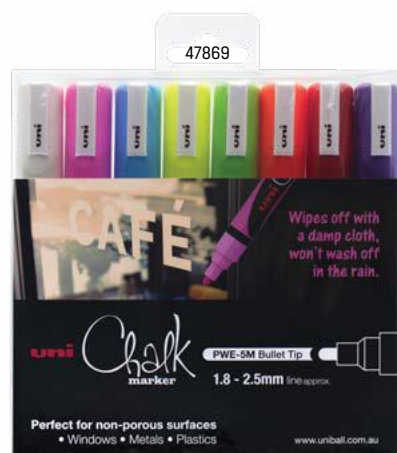 47869
uni uni uni uni uni uni uni uni
CAFÉ
Wipes off with
a damp cloth,
won't wash off
in the rain.
uni Chalk
marker
PWE-5M Bullet Tip
1.8 - 2.5mm line approx.
Perfect for non-porous surfaces
• Windows • Metals • Plastics
www.uniball.com.au